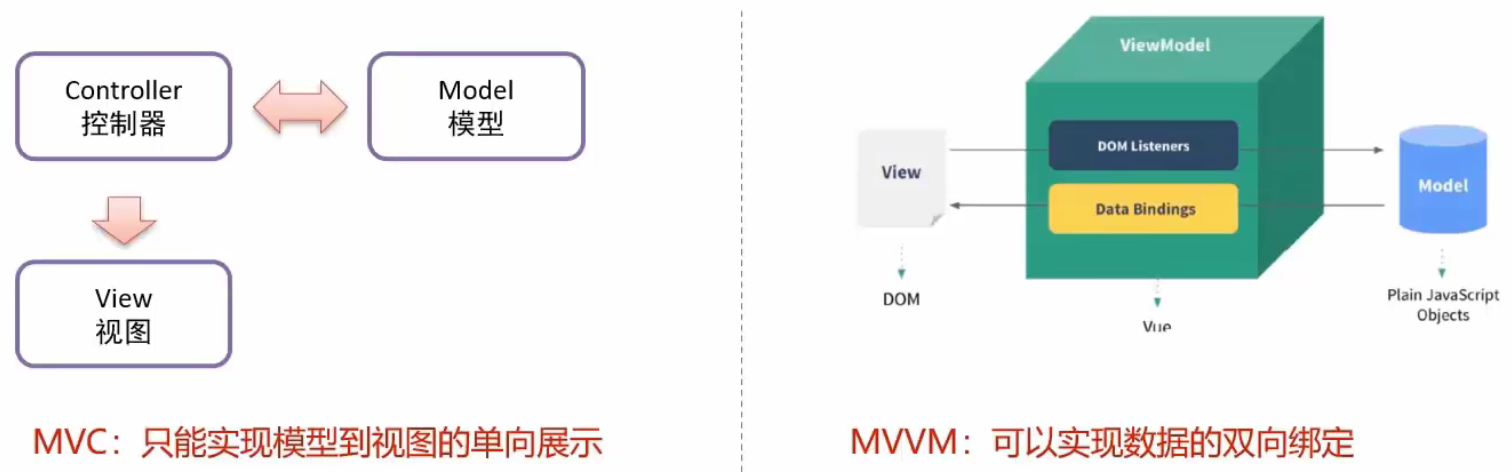 Controller
控制器
Model
模型
View
视图
MVC：只能实现模型到视图的单向展示
ViewModel
DOM Listeners
View
Model
Data Bindings
DOM
Vue
Plain JavaScript
Objects
MVVM：可以实现数据的双向绑定